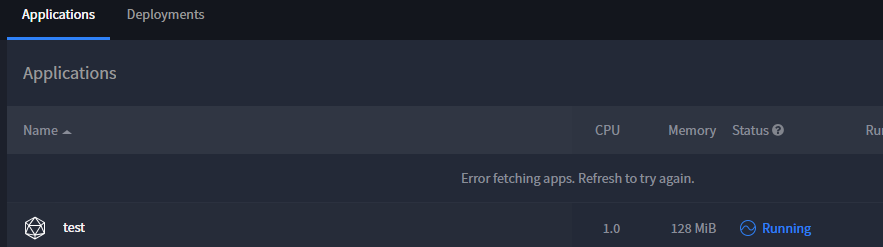 Applications Deployments
Applications
Name CPU Memory Status
Error fetching apps. Refresh to try again.
test 1.0 128 MiB Running